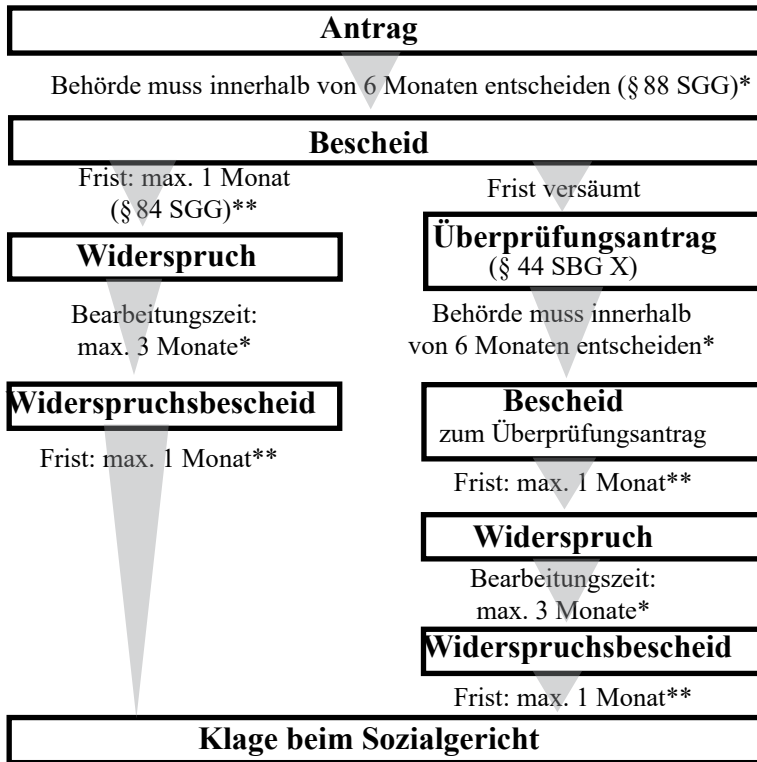 Antrag
Behörde muss innerhalb von 6 Monaten entscheiden (§ 88 SGG)*
Bescheid
Frist: max. 1 Monat
(§ 84 SGG)**
Widerspruch
Bearbeitungszeit:
max. 3 Monate*
Widerspruchsbescheid
Frist: max. 1 Monat**
Frist versäumt
Überprüfungsantrag
(§ 44 SBG X)
Behörde muss innerhalb
von 6 Monaten entscheiden*
Bescheid
zum Überprüfungsantrag
Frist: max. 1 Monat**
Widerspruch
Bearbeitungszeit:
max. 3 Monate*
Widerspruchsbescheid
Frist: max. 1 Monat**
Klage beim Sozialgericht